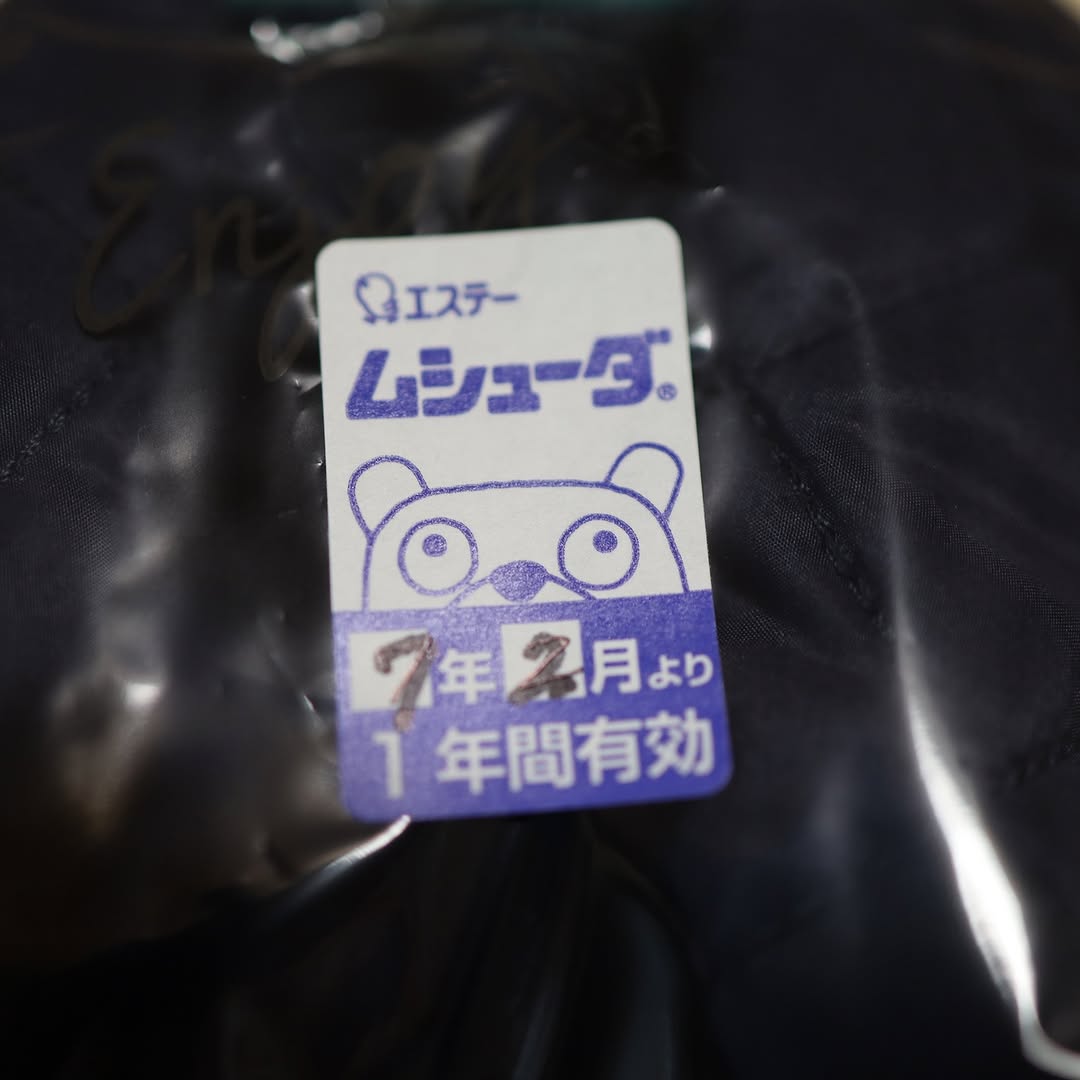 Enjoy
エステー
ムシューダ®
7年2月より
1年間有効